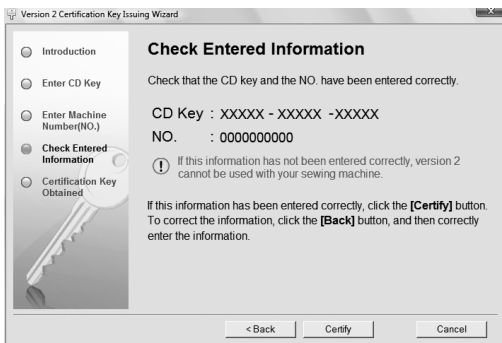 Version 2 Certification Key Issuing Wizard
Introduction
Enter CD Key
Enter Machine
Number(NO.)
Check Entered
Information
Certification Key
Obtained
Check Entered Information
Check that the CD key and the NO. have been entered correctly.
CD Key : XXXXX - XXXXX -XXXXX
NO. : 0000000000
If this information has not been entered correctly, version 2
cannot be used with your sewing machine.
If this information has been entered correctly, click the [Certify] button.
To correct the information, click the [Back] button, and then correctly
enter the information.
< Back Certify Cancel